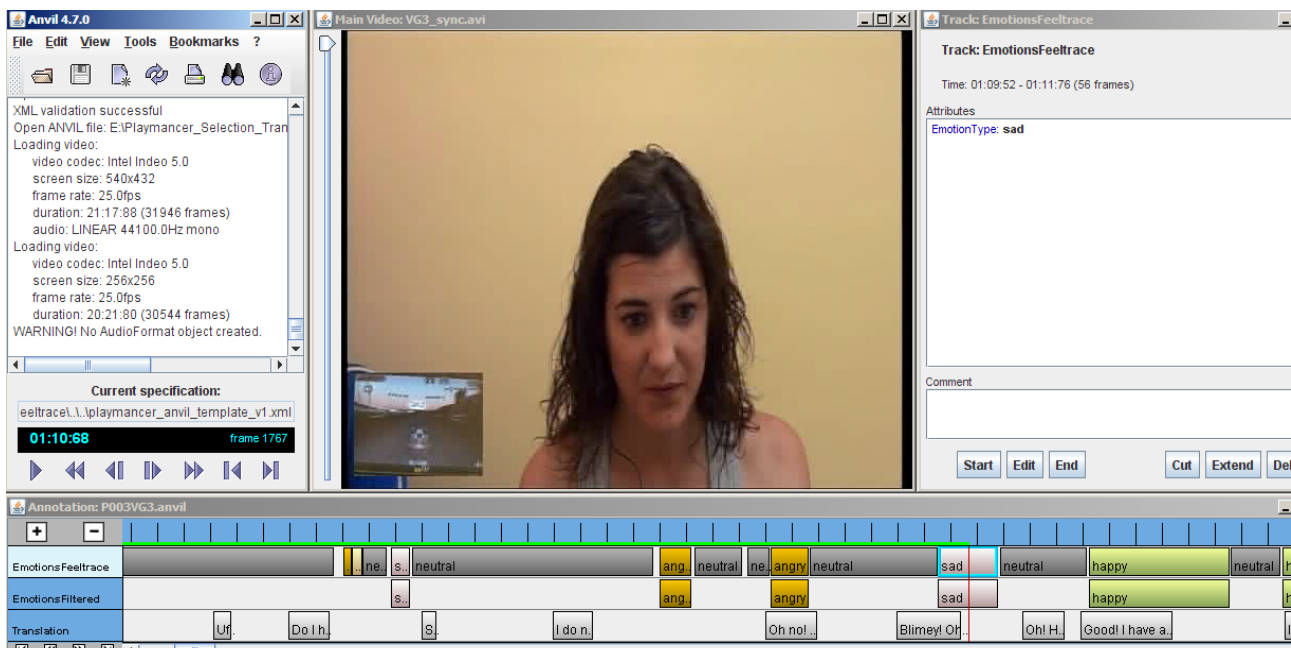 Anvil 4.7.0
File Edit View Tools Bookmarks ?
XML validation successful
Open ANVIL file: E:\Playmancer_Selection_Tran
Loading video:
video codec: Intel Indeo 5.0
screen size: 540x432
frame rate: 25.0fps
duration: 21:17:88 (31946 frames)
audio: LINEAR 44100.0Hz mono
Loading video:
video codec: Intel Indeo 5.0
screen size: 256x256
frame rate: 25.0fps
duration: 20:21:80 (30544 frames)
WARNING! No AudioFormat object created.
Current specification:
eeltrace\..\..\playmancer_anvil_template_v1.xml
01:10:68 frame 1767
Main Video: VG3_sync.avi
Track: EmotionsFeeltrace
Track: EmotionsFeeltrace
Time: 01:09:52 - 01:11:76 (56 frames)
Attributes
EmotionType: sad
Comment
Start Edit End Cut Extend Del
Annotation: P003VG3.anvil
+ -
EmotionsFeeltrace .. ne.. s.. neutral ang.. neutral ne.. angry neutral sad neutral happy neutral h
EmotionsFiltered s.. ang.. angry sad happy h
Translation Uf. Do I h.. S. I do n. Oh no! .. Blimey! Oh.. Oh! H.. Good! I have a.. I